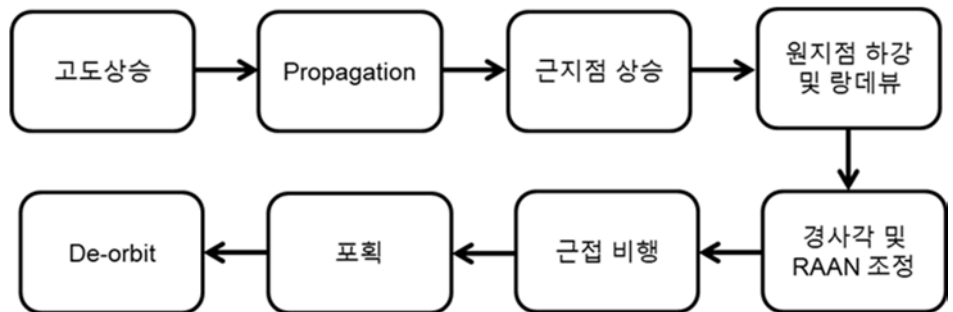 고도상승
Propagation
근지점 상승
원지점 하강
및 랑데뷰
경사각 및
RAAN 조정
근접 비행
포획
De-orbit